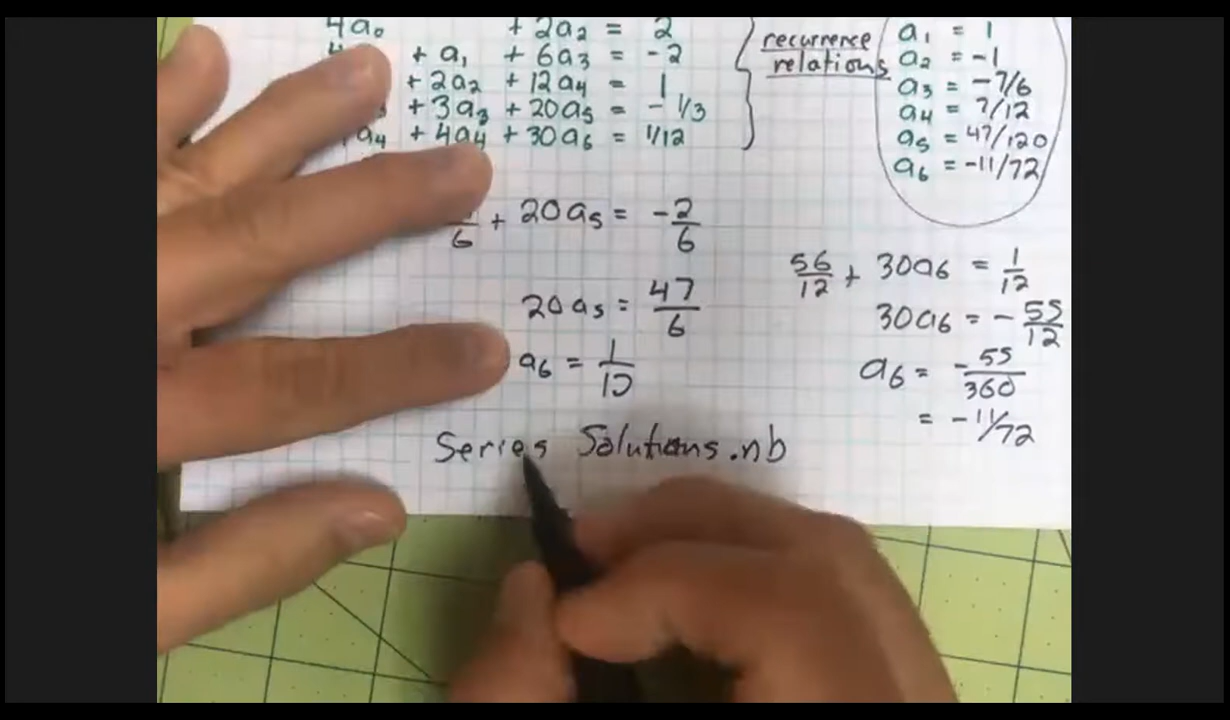 4a₀ + 2a₂ = 2
+ a₁ + 6a₃ = -2
+ 2a₂ + 12a₄ = 1
+ 3a₃ + 20a₅ = - 1/3
a₄ + 4a₄ + 30a₆ = 1/12
recurrence
relations
a₁ = 1
a₂ = -1
a₃ = -7/6
a₄ = 7/12
a₅ = 47/120
a₆ = -11/72
/6 + 20a₅ = -2/6
20a₅ = 47/6
a₆ = 1/12
56/12 + 30a6 = 1/12
30a6 = - 55/12
a6 = -55/360
= -11/72
Series Solutions.nb